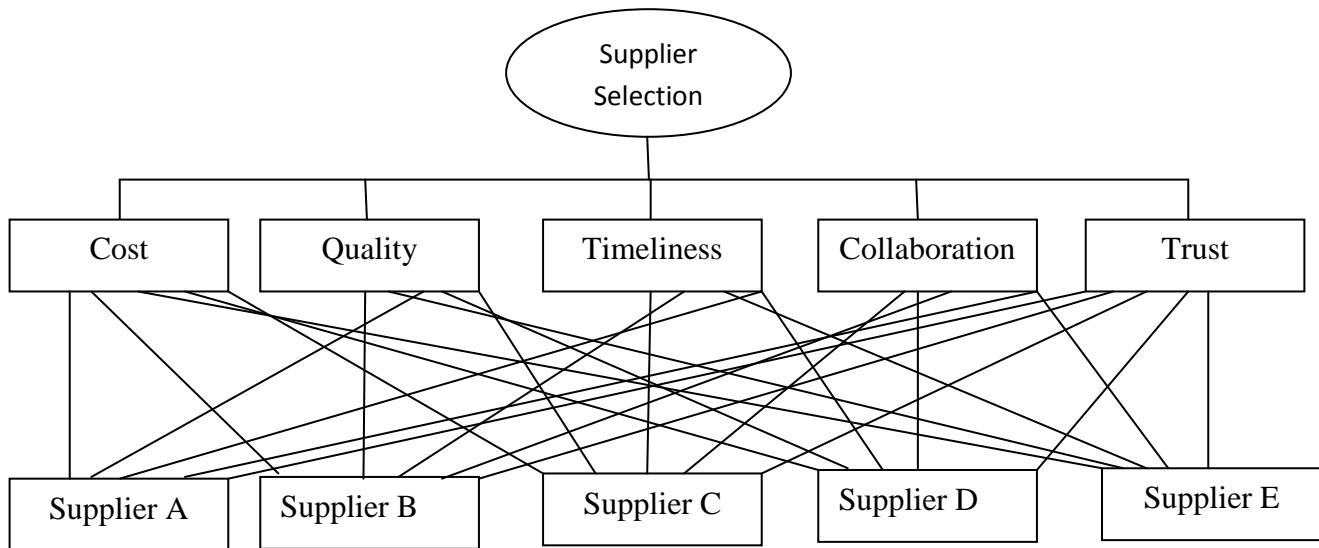 Supplier
Selection
Cost
Quality
Timeliness
Collaboration
Trust
Supplier A
Supplier B
Supplier C
Supplier D
Supplier E